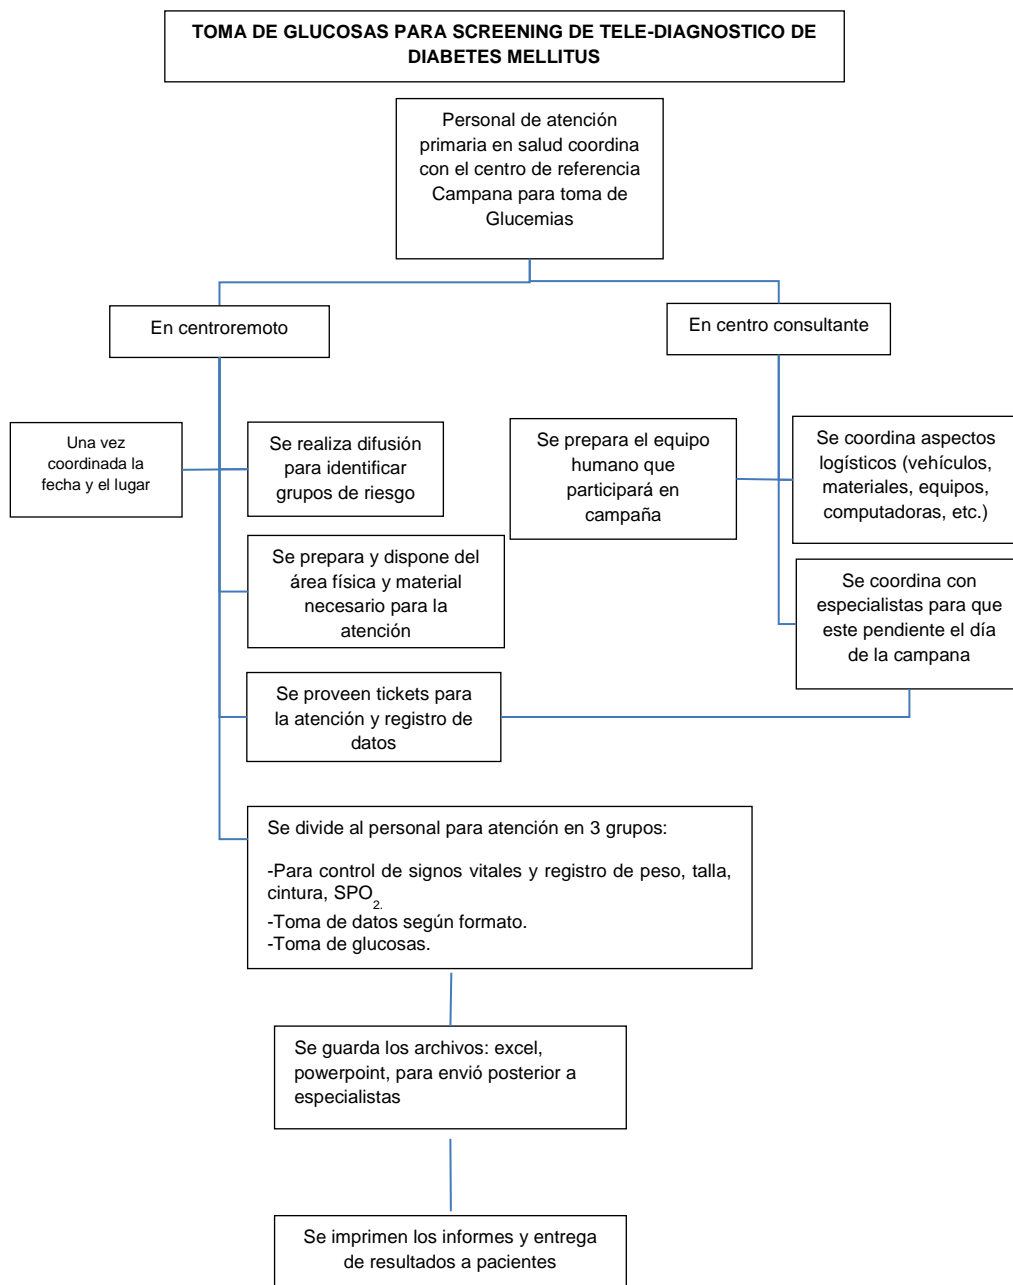 TOMA DE GLUCOSAS PARA SCREENING DE TELE-DIAGNOSTICO DE
DIABETES MELLITUS
Personal de atención
primaria en salud coordina
con el centro de referencia
Campana para toma de
Glucemias
En centroremoto
En centro consultante
Una vez
coordinada la
fecha y el lugar
Se realiza difusión
para identificar
grupos de riesgo
Se prepara el equipo
humano que
participará en
campaña
Se coordina aspectos
logísticos (vehículos,
materiales, equipos,
computadoras, etc.)
Se prepara y dispone del
área física y material
necesario para la
atención
Se coordina con
especialistas para que
este pendiente el día
de la campana
Se proveen tickets para
la atención y registro de
datos
Se divide al personal para atención en 3 grupos:
-Para control de signos vitales y registro de peso, talla,
cintura, SPO2.
-Toma de datos según formato.
-Toma de glucosas.
Se guarda los archivos: excel,
powerpoint, para envió posterior a
especialistas
Se imprimen los informes y entrega
de resultados a pacientes